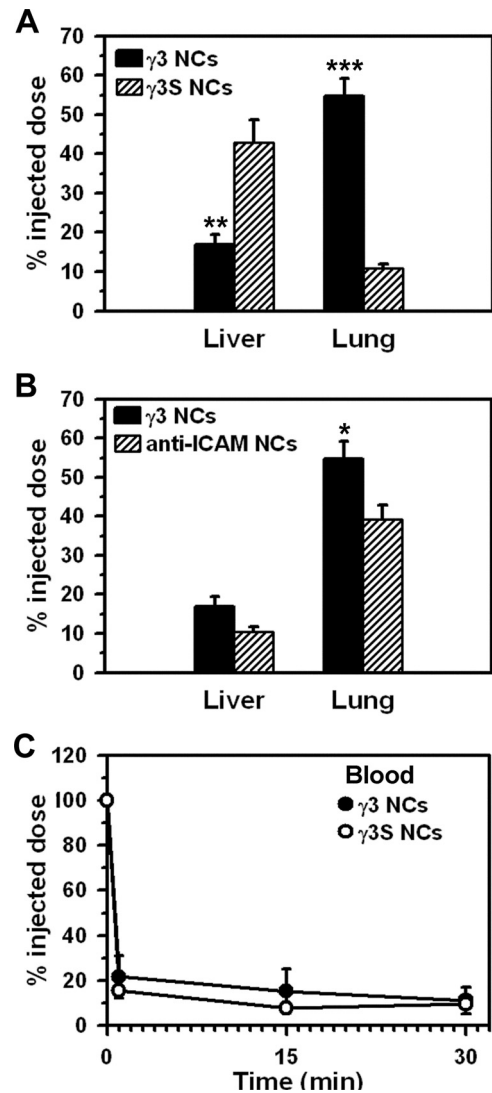 A
70
60
50
40
30
20
10
0
% injected dose
γ3 NCs
γ3S NCs
**
***
Liver
Lung
B
70
60
50
40
30
20
10
0
% injected dose
γ3 NCs
anti-ICAM NCs
*
Liver
Lung
C
120
100
80
60
40
20
0
% injected dose
Blood
γ3 NCs
γ3S NCs
0
15
30
Time (min)